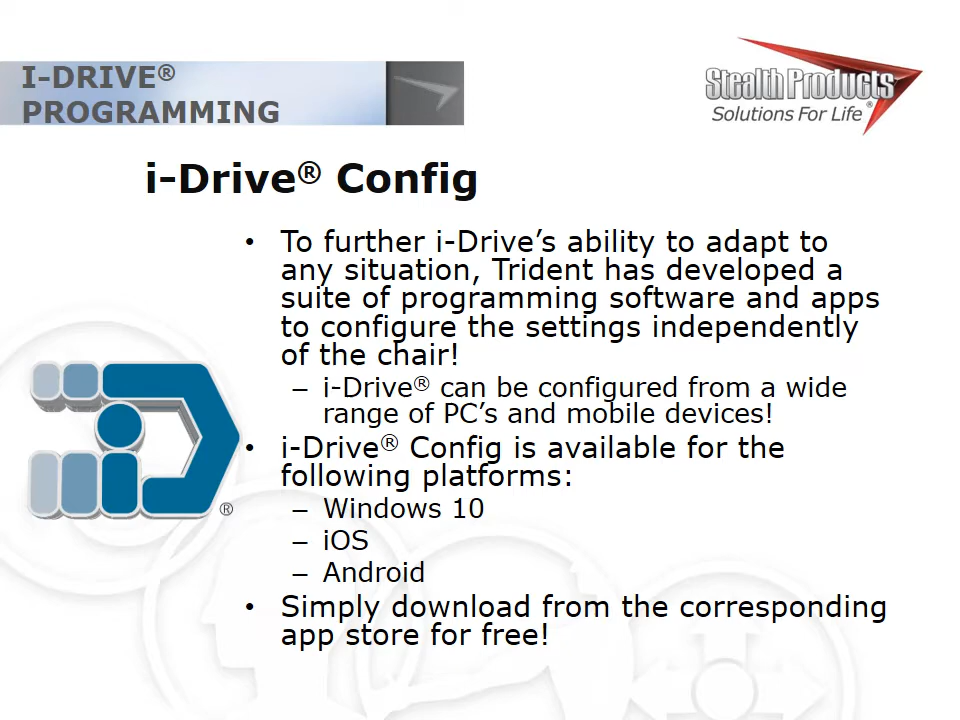 I-DRIVE®
PROGRAMMING
Stealth Products
®
Solutions For Life
i-Drive® Config
• To further i-Drive’s ability to adapt to
any situation, Trident has developed a
suite of programming software and apps
to configure the settings independently
of the chair!
– i-Drive® can be configured from a wide
range of PC’s and mobile devices!
• i-Drive® Config is available for the
following platforms:
– Windows 10
– iOS
– Android
• Simply download from the corresponding
app store for free!
®